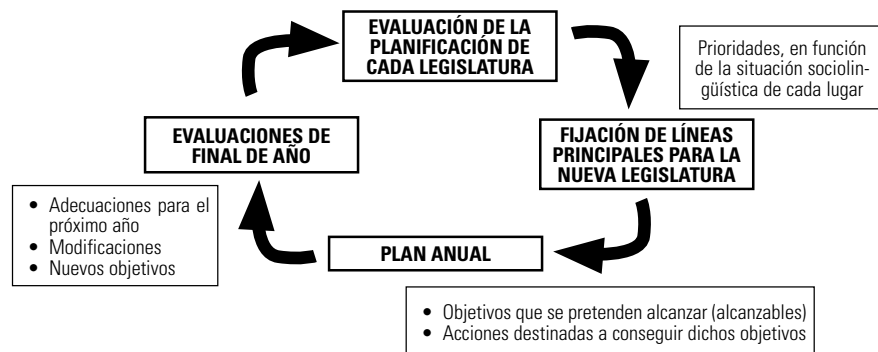 EVALUACIÓN DE LA
PLANIFICACIÓN DE
CADA LEGISLATURA
Prioridades, en función
de la situación sociolin-
güística de cada lugar
EVALUACIONES DE
FINAL DE AÑO
FIJACIÓN DE LÍNEAS
PRINCIPALES PARA LA
NUEVA LEGISLATURA
• Adecuaciones para el
próximo año
• Modificaciones
• Nuevos objetivos
PLAN ANUAL
• Objetivos que se pretenden alcanzar (alcanzables)
• Acciones destinadas a conseguir dichos objetivos